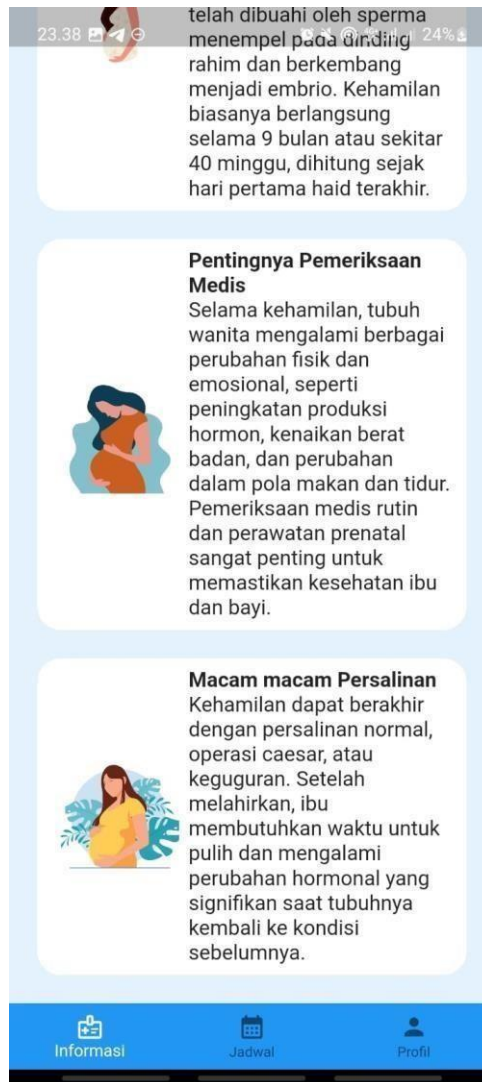 telah dibuahi oleh sperma
23.38
24%
menempel pada dinding
rahim dan berkembang
menjadi embrio. Kehamilan
biasanya berlangsung
selama 9 bulan atau sekitar
40 minggu, dihitung sejak
hari pertama haid terakhir.
Pentingnya Pemeriksaan
Medis
Selama kehamilan, tubuh
wanita mengalami berbagai
perubahan fisik dan
emosional, seperti
peningkatan produksi
hormon, kenaikan berat
badan, dan perubahan
dalam pola makan dan tidur.
Pemeriksaan medis rutin
dan perawatan prenatal
sangat penting untuk
memastikan kesehatan ibu
dan bayi.
Macam macam Persalinan
Kehamilan dapat berakhir
dengan persalinan normal,
operasi caesar, atau
keguguran. Setelah
melahirkan, ibu
membutuhkan waktu untuk
pulih dan mengalami
perubahan hormonal yang
signifikan saat tubuhnya
kembali ke kondisi
sebelumnya.
Informasi
Jadwal
Profil